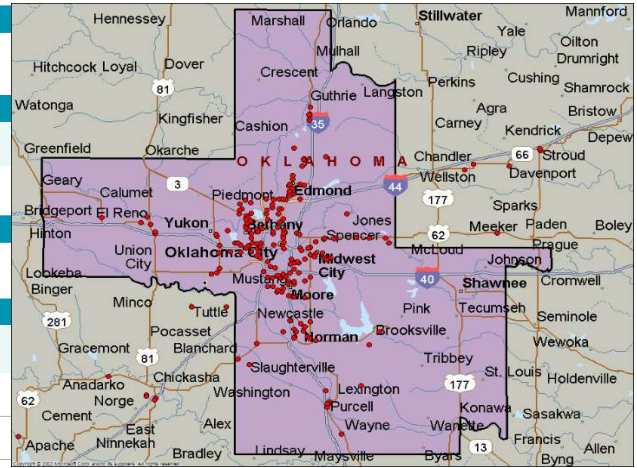 Hennessey
Marshall
Orlando
Stillwater
Mannford
Yale
Oilton
Mulhall
Ripley
Drumright
Hitchcock Loyal
Dover
Crescent
Perkins
Cushing
Shamrock
81
Guthrie
Langston
Watonga
Agra
Bristow
Kingfisher
35
Carney
Kendrick
Depew
Cashion
Greenfield
Okarche
OKLAHOMA
Chandler
66
Stroud
Wellston
Davenport
Geary
3
44
Calumet
Piedmont
Edmond
177
Sparks
Bridgeport
El Reno
Yukon
Bethany
Jones
Paden
Boley
Hinton
Spencer
62
Meeker
Union
City
Oklahoma City
McLoud
Prague
Midwest
City
Johnson
Lookeba
Mustang
40
Cromwell
Binger
Shawnee
Minco
Moore
Tecumseh
281
Tuttle
Newcastle
Pink
Seminole
Pocasset
Brooksville
Gracemont
Blanchard
Norman
Wewoka
81
Tribbey
Slaughterville
St. Louis
Holdenville
Anadarko
Chickasha
177
62
Norge
Washington
Lexington
Purcell
Konawa
Sasakwa
Cement
Alex
Wayne
Wanette
East
Ninnekah
Francis
Apache
Bradley
Lindsay
Maysville
Byars
13
Allen
Byng